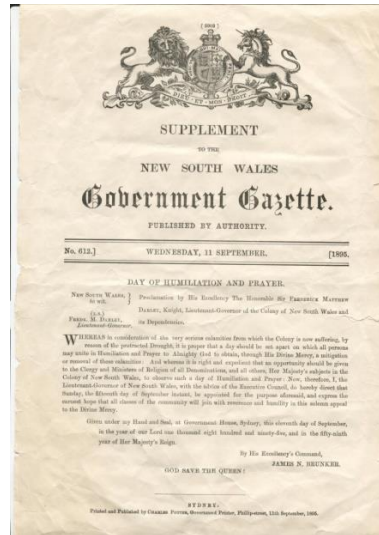 SUPPLEMENT
TO THE
NEW SOUTH WALES
Government Gazette.
PUBLISHED BY AUTHORITY.
No. 612.] WEDNESDAY, 11 SEPTEMBER. [1895.
DAY OF HUMILIATION AND PRAYER.
NEW SOUTH WALES, to wit. Proclamation by His Excellency The Honorable Sir FREDERICK MATTHEW
(L.S.) DARLEY, Knight, Lieutenant-Governor of the Colony of New South Wales and
FREDK. M. DARLEY, Lieutenant-Governor. its Dependencies.
WHEREAS in consideration of the very serious calamities from which the Colony is now suffering, by
reason of the protracted Drought, it is proper that a day should be set apart on which all persons
may unite in Humiliation and Prayer to Almighty God to obtain, through His Divine Mercy, a mitigation
or removal of these calamities: And whereas it is right and expedient that an opportunity should be given
to the Clergy and Ministers of Religion of all Denominations, and all others, Her Majesty's subjects in the
Colony of New South Wales, to observe such a day of Humiliation and Prayer: Now, therefore, I, the
Lieutenant-Governor of New South Wales, with the advice of the Executive Council, do hereby direct that
Sunday, the fifteenth day of September instant, be appointed for the purpose aforesaid, and express the
earnest hope that all classes of the community will join with reverence and humility in this solemn appeal
to the Divine Mercy.
Given under my Hand and Seal, at Government House, Sydney, this eleventh day of September,
in the year of our Lord one thousand eight hundred and ninety-five, and in the fifty-ninth
year of Her Majesty's Reign.
By His Excellency's Command,
JAMES N. BRUNKER.
GOD SAVE THE QUEEN!
SYDNEY:
Printed and Published by CHARLES POTTER, Government Printer, Phillip-street, 11th September, 1895.